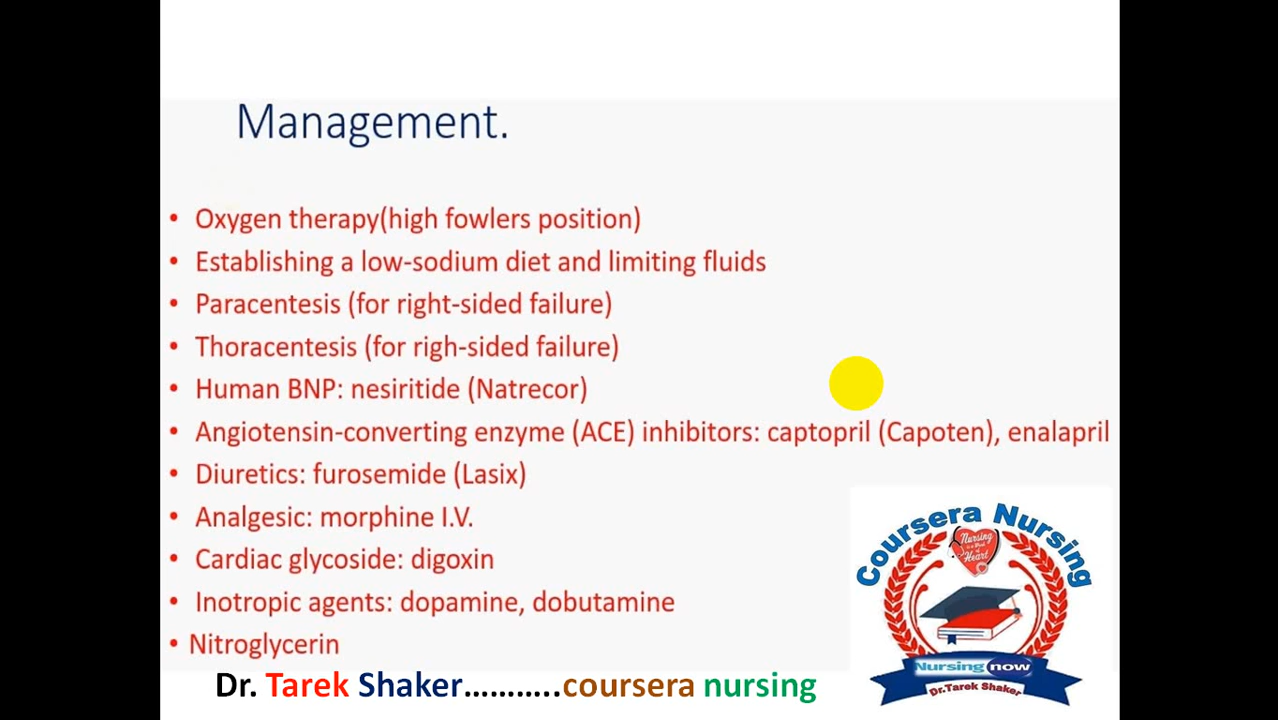 Management.
• Oxygen therapy(high fowlers position)
• Establishing a low-sodium diet and limiting fluids
• Paracentesis (for right-sided failure)
• Thoracentesis (for righ-sided failure)
• Human BNP: nesiritide (Natrecor)
• Angiotensin-converting enzyme (ACE) inhibitors: captopril (Capoten), enalapril
• Diuretics: furosemide (Lasix)
• Analgesic: morphine I.V.
• Cardiac glycoside: digoxin
• Inotropic agents: dopamine, dobutamine
• Nitroglycerin
Coursera Nursing
Nursing
Heart
Nursing now
Dr.Tarek Shaker
Dr. Tarek Shaker………..coursera nursing